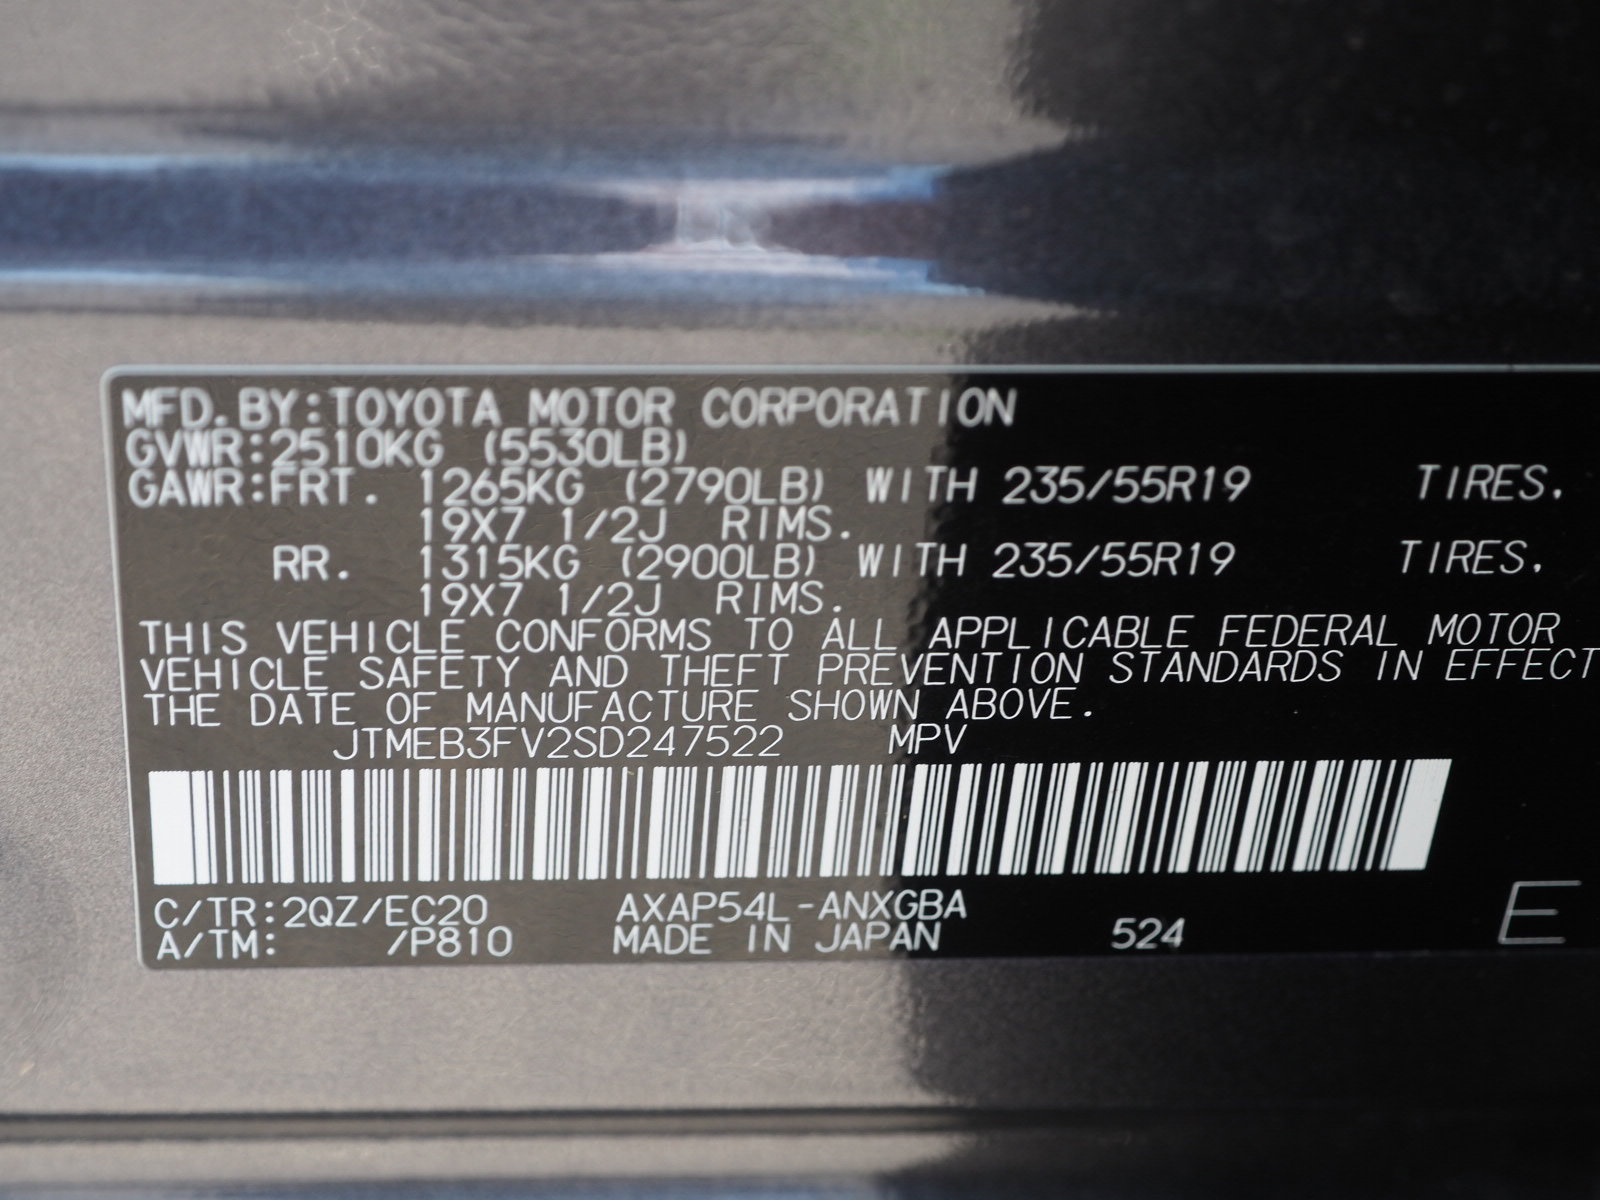 MFD.BY:TOYOTA MOTOR CORPORATION
GVWR:2510KG (5530LB)
GAWR:FRT. 1265KG (2790LB) WITH 235/55R19 TIRES.
19X7 1/2J RIMS.
RR. 1315KG (2900LB) WITH 235/55R19 TIRES.
19X7 1/2J RIMS.
THIS VEHICLE CONFORMS TO ALL APPLICABLE FEDERAL MOTOR
VEHICLE SAFETY AND THEFT PREVENTION STANDARDS IN EFFECT
THE DATE OF MANUFACTURE SHOWN ABOVE.
JTMEB3FV2SD247522 MPV
C/TR:2QZ/EC20 AXAP54L-ANXGBA
A/TM: /P810 MADE IN JAPAN 524 E